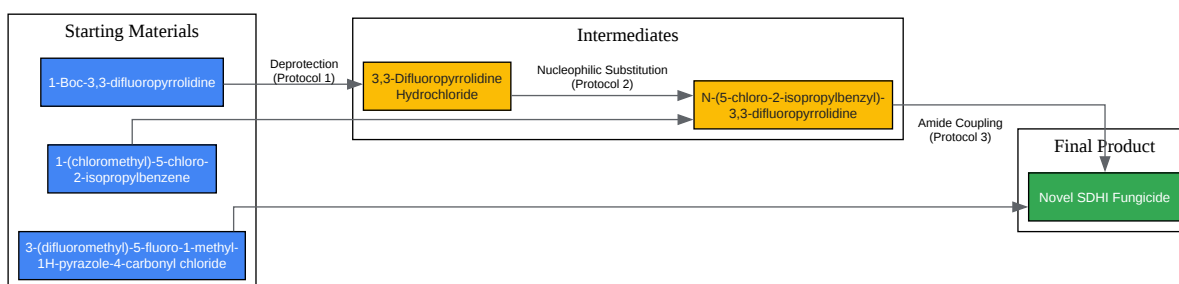 Starting Materials
1-Boc-3,3-difluoropyrrolidine
1-(chloromethyl)-5-chloro-
2-isopropylbenzene
3-(difluoromethyl)-5-fluoro-1-methyl-
1H-pyrazole-4-carbonyl chloride
Deprotection
(Protocol 1)
Intermediates
3,3-Difluoropyrrolidine
Hydrochloride
Nucleophilic Substitution
(Protocol 2)
N-(5-chloro-2-isopropylbenzyl)-
3,3-difluoropyrrolidine
Amide Coupling
(Protocol 3)
Final Product
Novel SDHI Fungicide